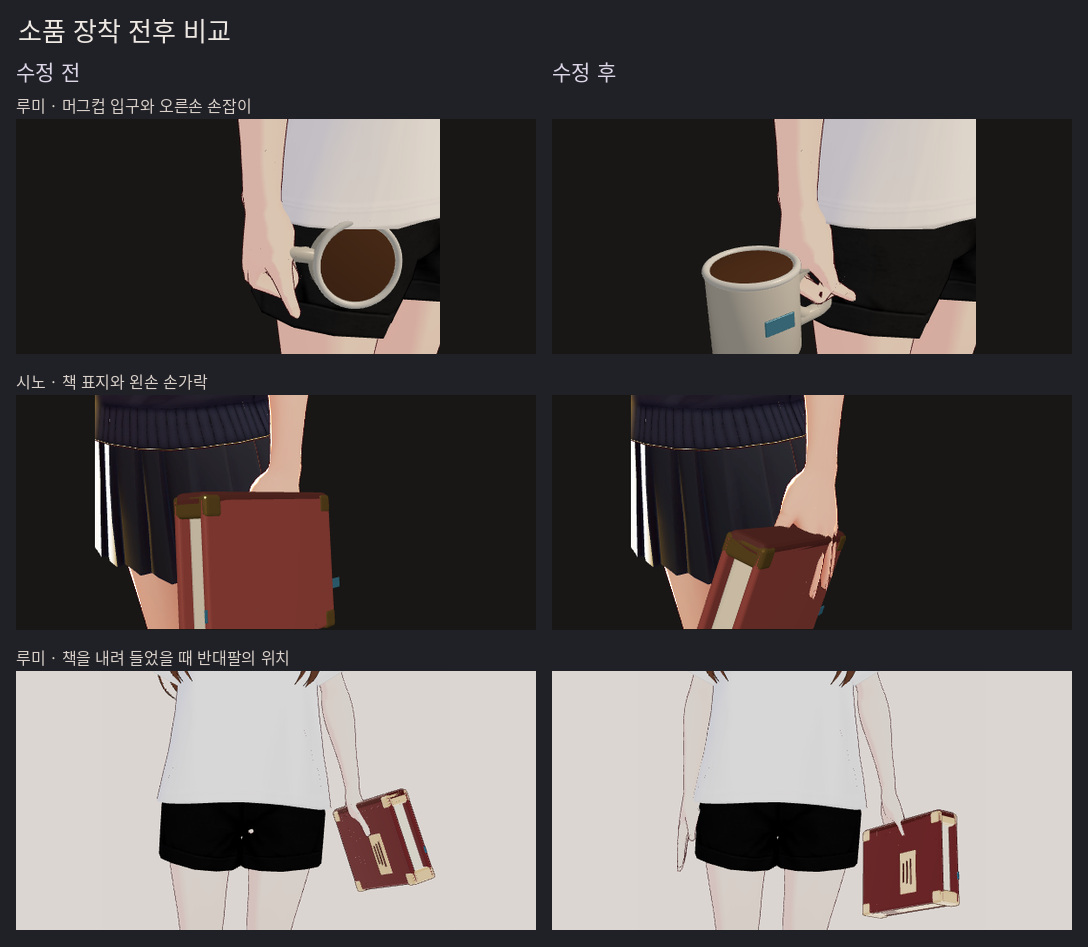 소품 장착 전후 비교
수정 전
수정 후
루미 · 머그컵 입구와 오른손 손잡이
시노 · 책 표지와 왼손 손가락
루미 · 책을 내려 들었을 때 반대팔의 위치